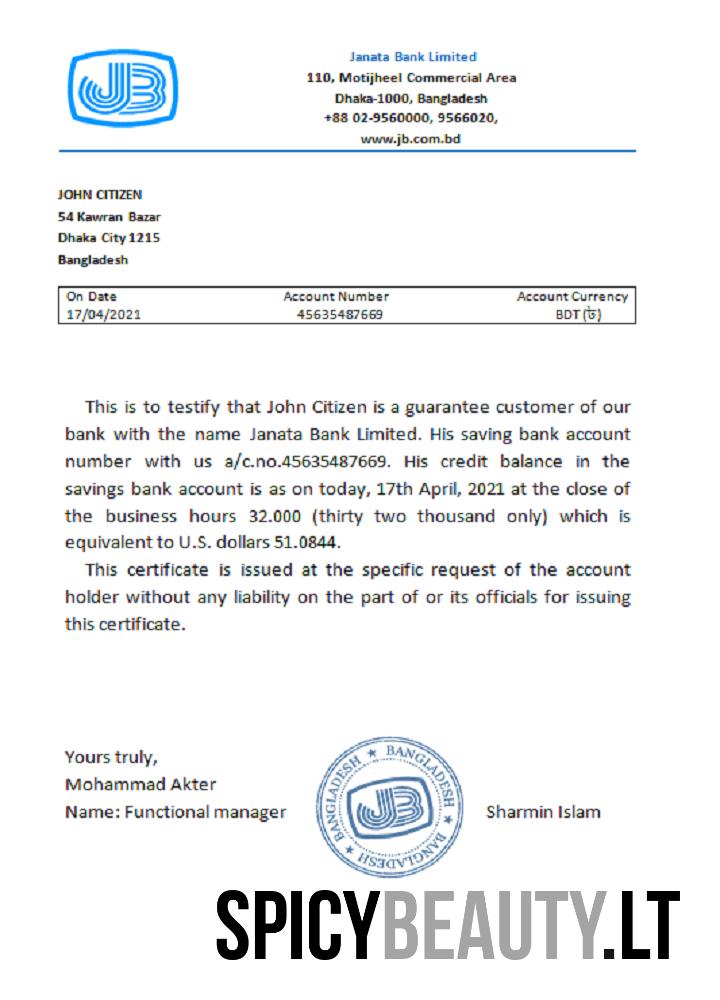 JB
Janata Bank Limited
110, Motijheel Commercial Area
Dhaka-1000, Bangladesh
+88 02-9560000, 9566020,
www.jb.com.bd
JOHN CITIZEN
54 Kawran Bazar
Dhaka City 1215
Bangladesh
On Date Account Number Account Currency
17/04/2021 45635487669 BDT (৳)
This is to testify that John Citizen is a guarantee customer of our
bank with the name Janata Bank Limited. His saving bank account
number with us a/c.no.45635487669. His credit balance in the
savings bank account is as on today, 17th April, 2021 at the close of
the business hours 32.000 (thirty two thousand only) which is
equivalent to U.S. dollars 51.0844.
This certificate is issued at the specific request of the account
holder without any liability on the part of or its officials for issuing
this certificate.
Yours truly,
Mohammad Akter
Name: Functional manager
★ BANGLADESH ★ BANGLADESH ★ BANGLADESH
JB
Sharmin Islam
SPICYBEAUTY.LT